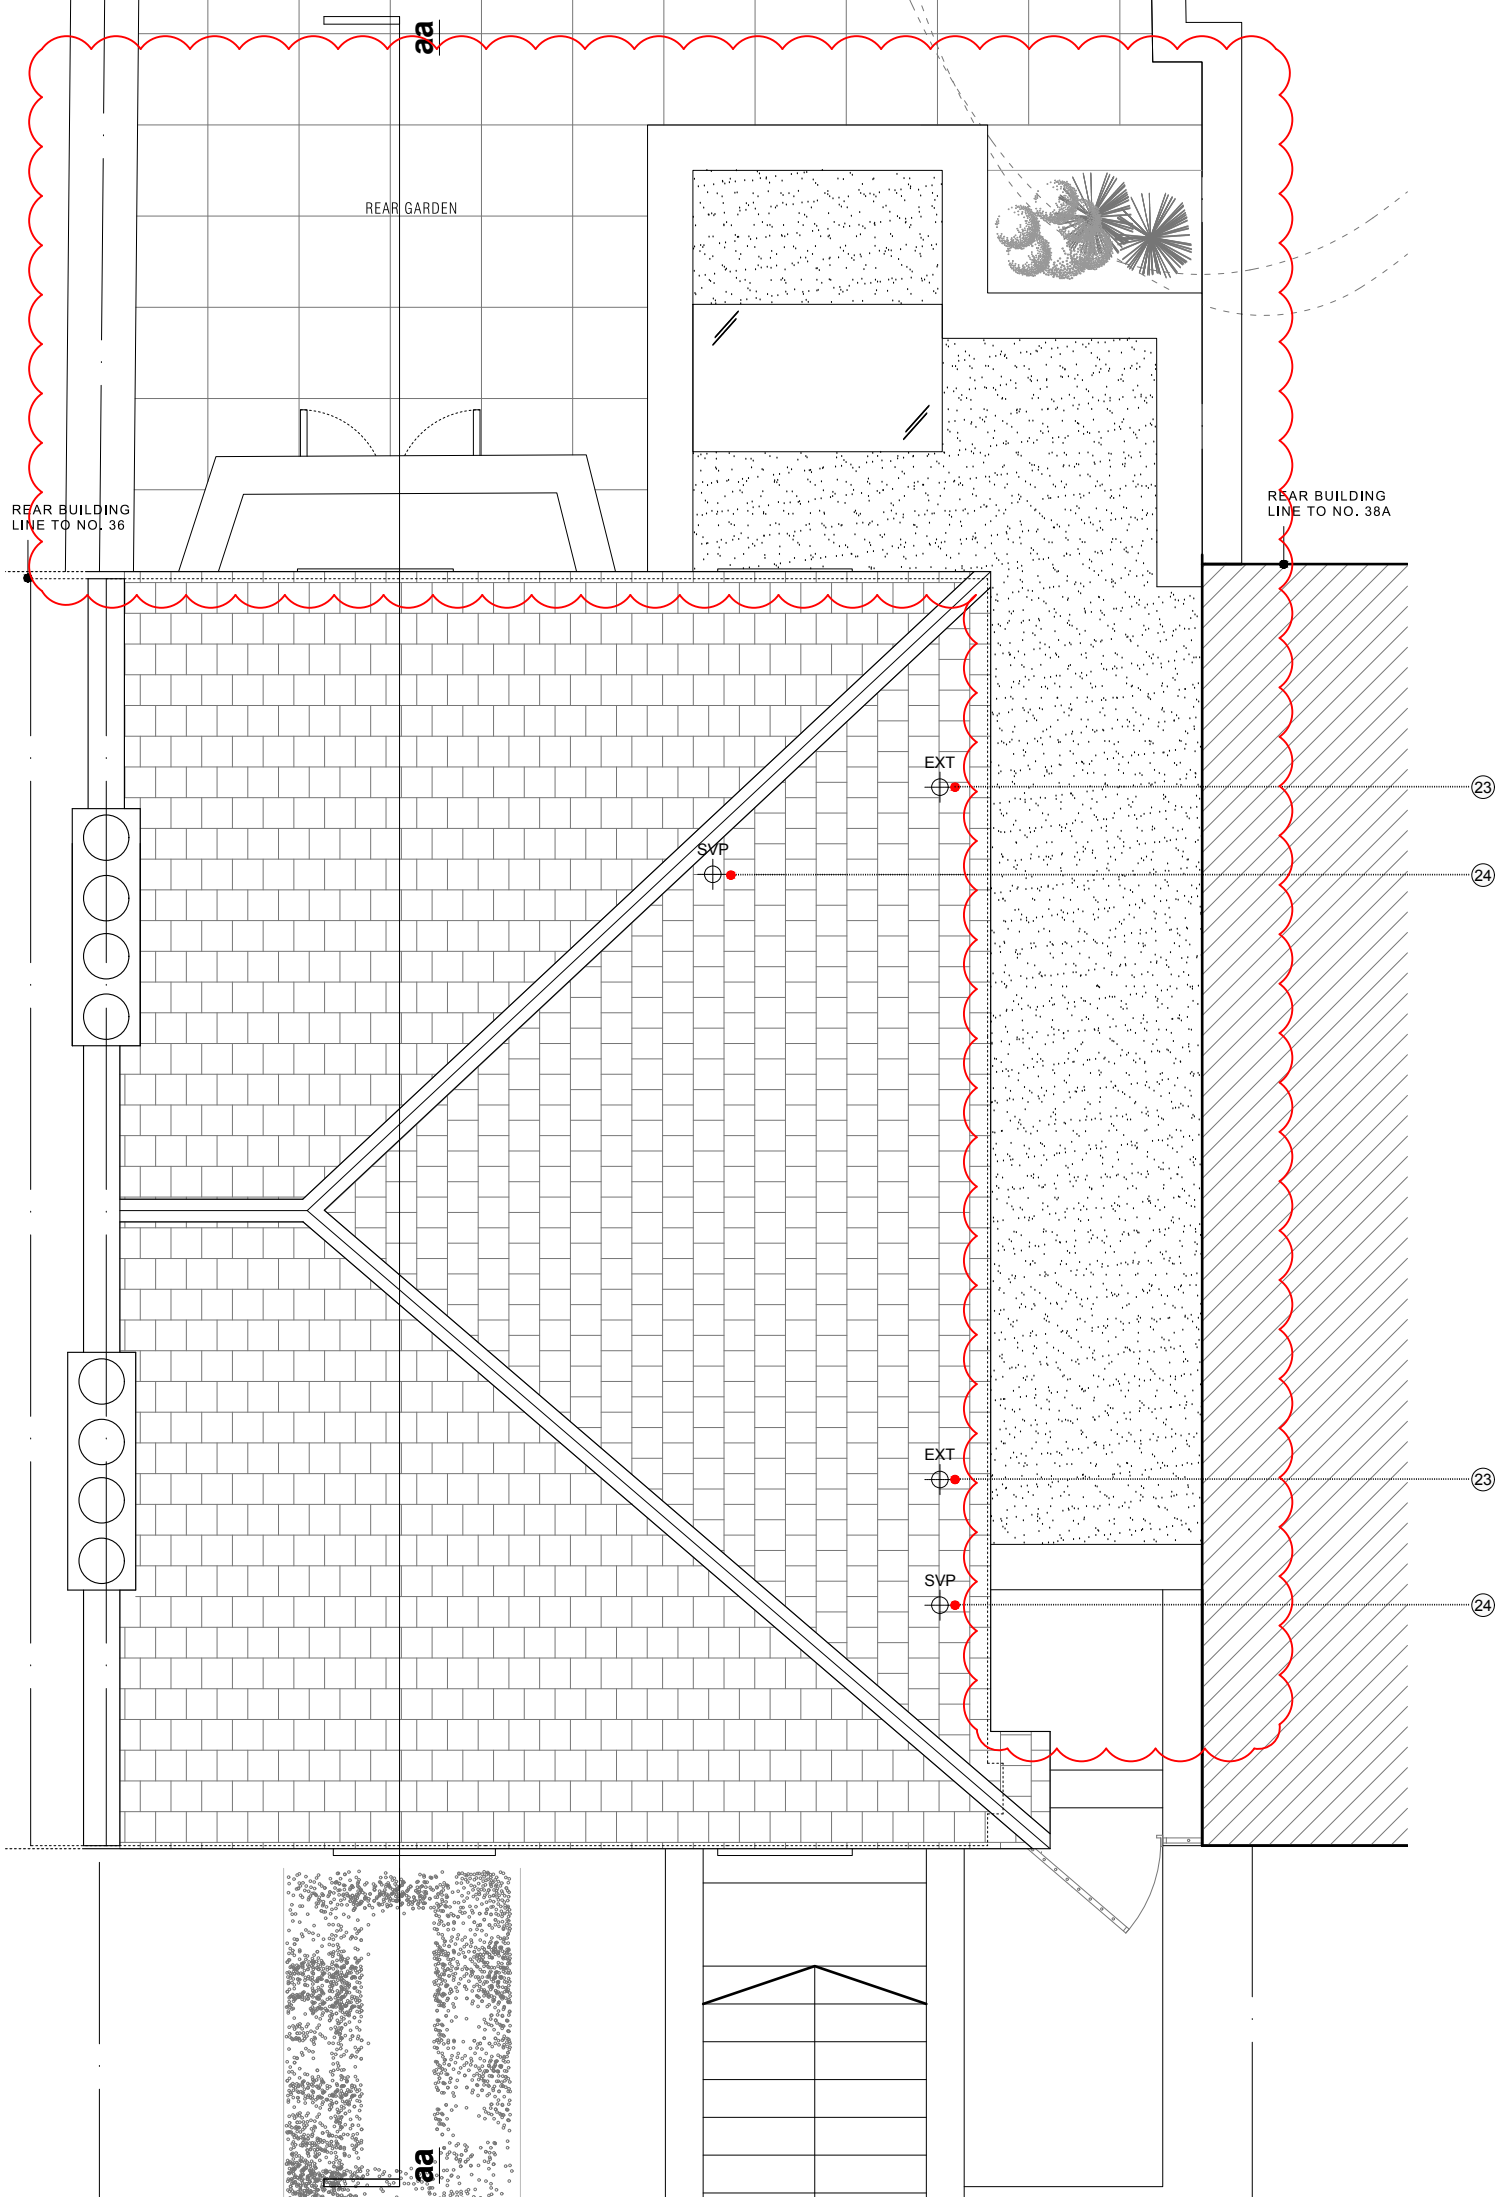 aa
REAR GARDEN
REAR BUILDING
LINE TO NO. 36
REAR BUILDING
LINE TO NO. 38A
EXT
23
SVP
24
EXT
23
SVP
24
aa